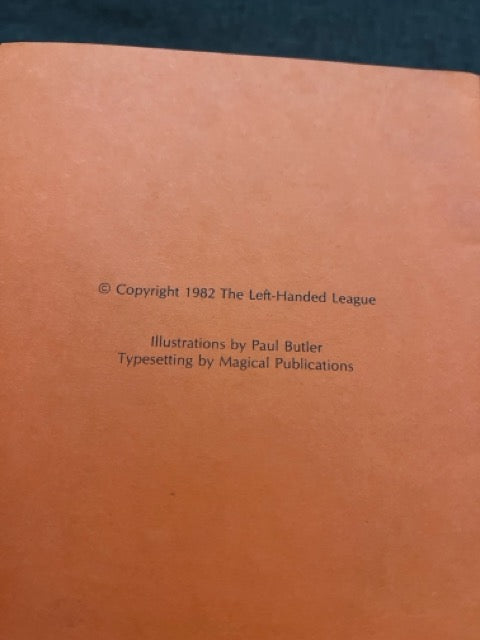 © Copyright 1982 The Left-Handed League
Illustrations by Paul Butler
Typesetting by Magical Publications